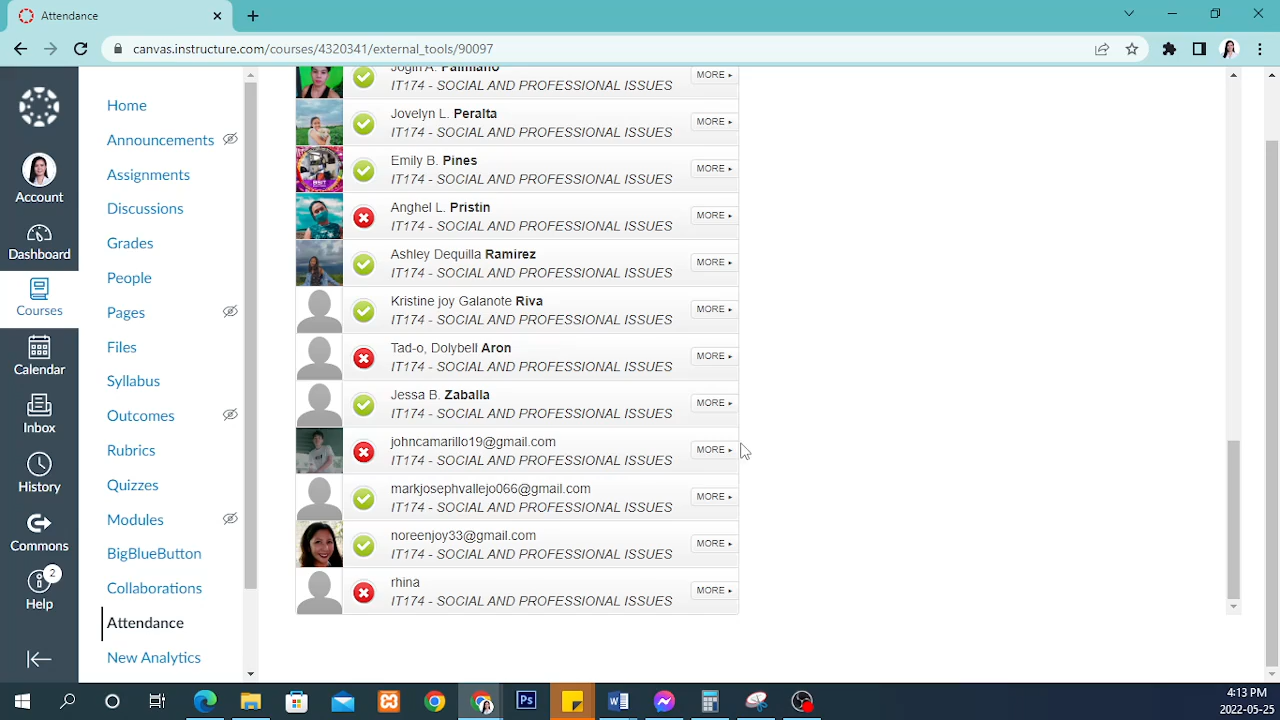 Attendance
canvas.instructure.com/courses/4320341/external_tools/90097
Account
Dashboard
Courses
Calendar
Inbox
History
Commons
2
Help
Home
Announcements
Assignments
Discussions
Grades
People
Pages
Files
Syllabus
Outcomes
Rubrics
Quizzes
Modules
BigBlueButton
Collaborations
Attendance
New Analytics
Jogin A. Palmiano MORE
IT174 - SOCIAL AND PROFESSIONAL ISSUES
Jovelyn L. Peralta MORE
IT174 - SOCIAL AND PROFESSIONAL ISSUES
Emily B. Pines MORE
IT174 - SOCIAL AND PROFESSIONAL ISSUES
Anghel L. Pristin MORE
IT174 - SOCIAL AND PROFESSIONAL ISSUES
Ashley Dequilla Ramirez MORE
IT174 - SOCIAL AND PROFESSIONAL ISSUES
Kristine joy Galanote Riva MORE
IT174 - SOCIAL AND PROFESSIONAL ISSUES
Tad-o, Dolybell Aron MORE
IT174 - SOCIAL AND PROFESSIONAL ISSUES
Jessa B. Zaballa MORE
IT174 - SOCIAL AND PROFESSIONAL ISSUES
johncamarillo19@gmail.com MORE
IT174 - SOCIAL AND PROFESSIONAL ISSUES
markjosephvallejo066@gmail.com MORE
IT174 - SOCIAL AND PROFESSIONAL ISSUES
noreenjoy33@gmail.com MORE
IT174 - SOCIAL AND PROFESSIONAL ISSUES
rhina MORE
IT174 - SOCIAL AND PROFESSIONAL ISSUES
4:13 PM
2022-05-25